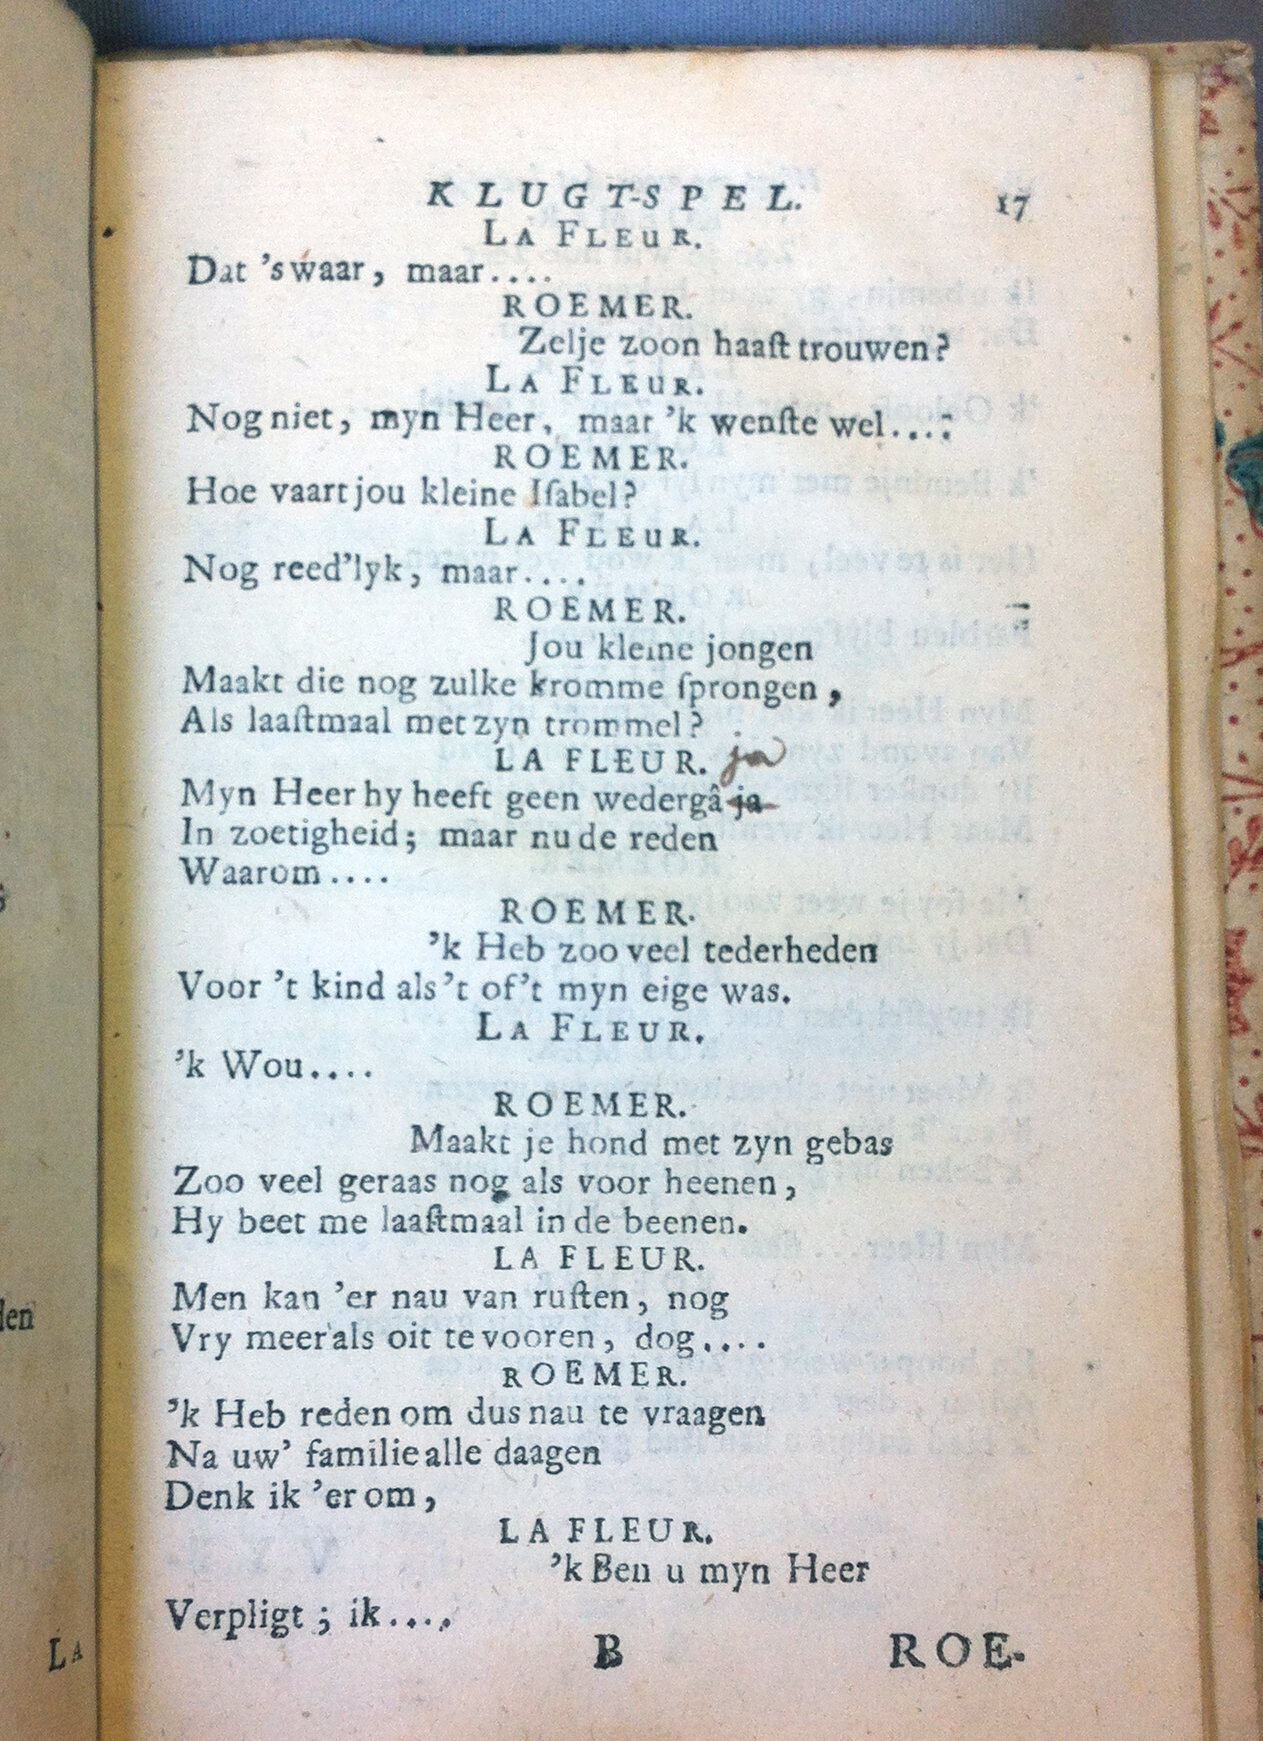 KLUGT-SPEL. 17
LA FLEUR.
Dat 's waar, maar....
ROEMER.
Zelje zoon haaſt trouwen?
LA FLEUR.
Nog niet, myn Heer, maar 'k wenſte wel....
ROEMER.
Hoe vaart jou kleine Iſabel?
LA FLEUR.
Nog reed'lyk, maar....
ROEMER.
Jou kleine jongen
Maakt die nog zulke kromme ſprongen,
Als laaſtmaal met zyn trommel?
LA FLEUR. ja
Myn Heer hy heeft geen wedergâ ja
In zoetigheid; maar nu de reden
Waarom....
ROEMER.
'k Heb zoo veel tederheden
Voor 't kind als 't of 't myn eige was.
LA FLEUR.
'k Wou....
ROEMER.
Maakt je hond met zyn gebas
Zoo veel geraas nog als voor heenen,
Hy beet me laaſtmaal in de beenen.
LA FLEUR.
Men kan 'er nau van ruſten, nog
Vry meer als oit te vooren, dog....
ROEMER.
'k Heb reden om dus nau te vraagen
Na uw' familie alle daagen
Denk ik 'er om,
LA FLEUR.
'k Ben u myn Heer
Verpligt; ik....
B ROE-
den
LA